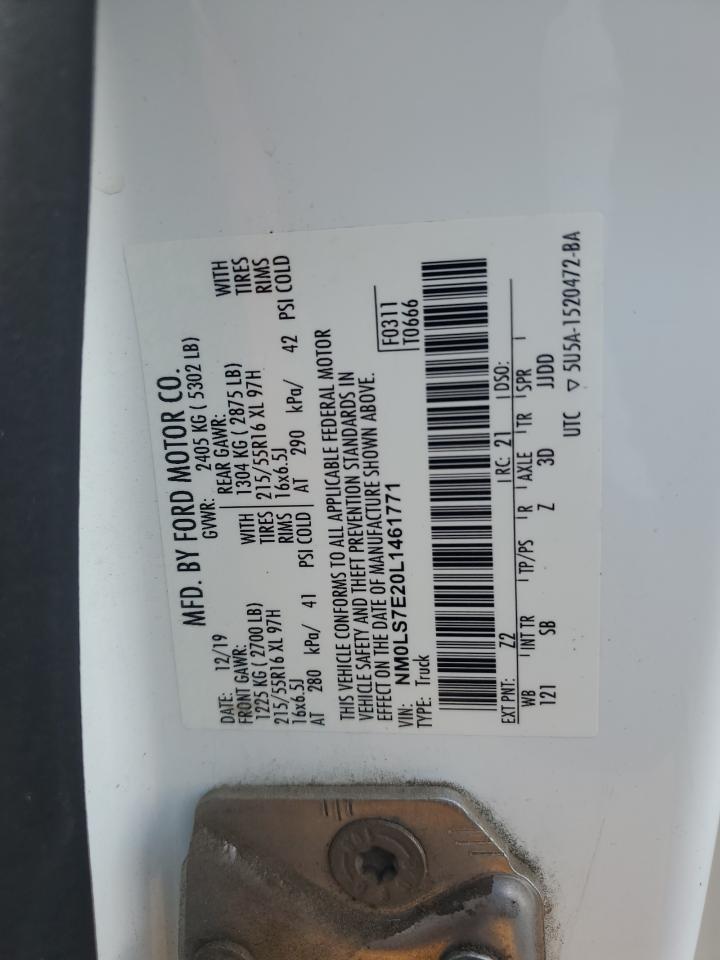 MFD. BY FORD MOTOR CO.
DATE: 12/19 GVWR: 2405 KG ( 5302 LB)
FRONT GAWR: REAR GAWR:
1225 KG ( 2700 LB) WITH 1304 KG ( 2875 LB) WITH
215/55R16 XL 97H TIRES 215/55R16 XL 97H TIRES
16x6.5J RIMS 16x6.5J RIMS
AT 280 kPa/ 41 PSI COLD AT 290 kPa/ 42 PSI COLD
THIS VEHICLE CONFORMS TO ALL APPLICABLE FEDERAL MOTOR
VEHICLE SAFETY AND THEFT PREVENTION STANDARDS IN
EFFECT ON THE DATE OF MANUFACTURE SHOWN ABOVE.
F0311
VIN: NM0LS7E20L1461771
T0666
TYPE: Truck
EXT PNT: Z2 RC: 21 DSO:
WB INT TR TP/PS R AXLE TR SPR
121 SB Z 3D JJDD
UTC ▽ 5U5A-1520472-BA